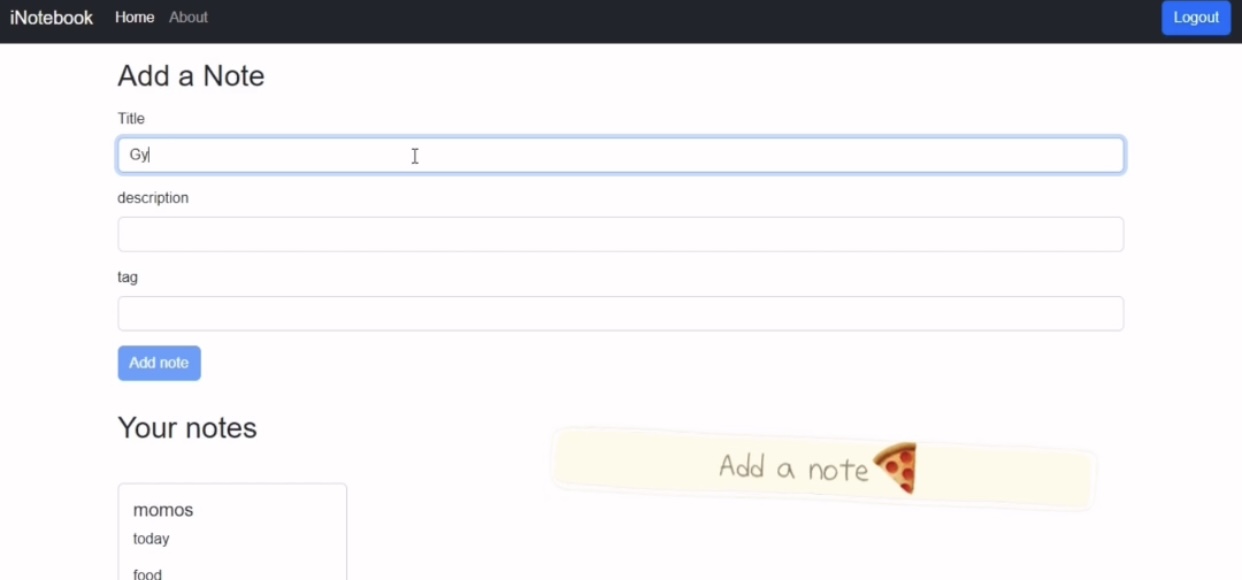 iNotebook Home About Logout
Add a Note
Title
Gy
description
tag
Add note
Your notes
Add a note
momos
today
food